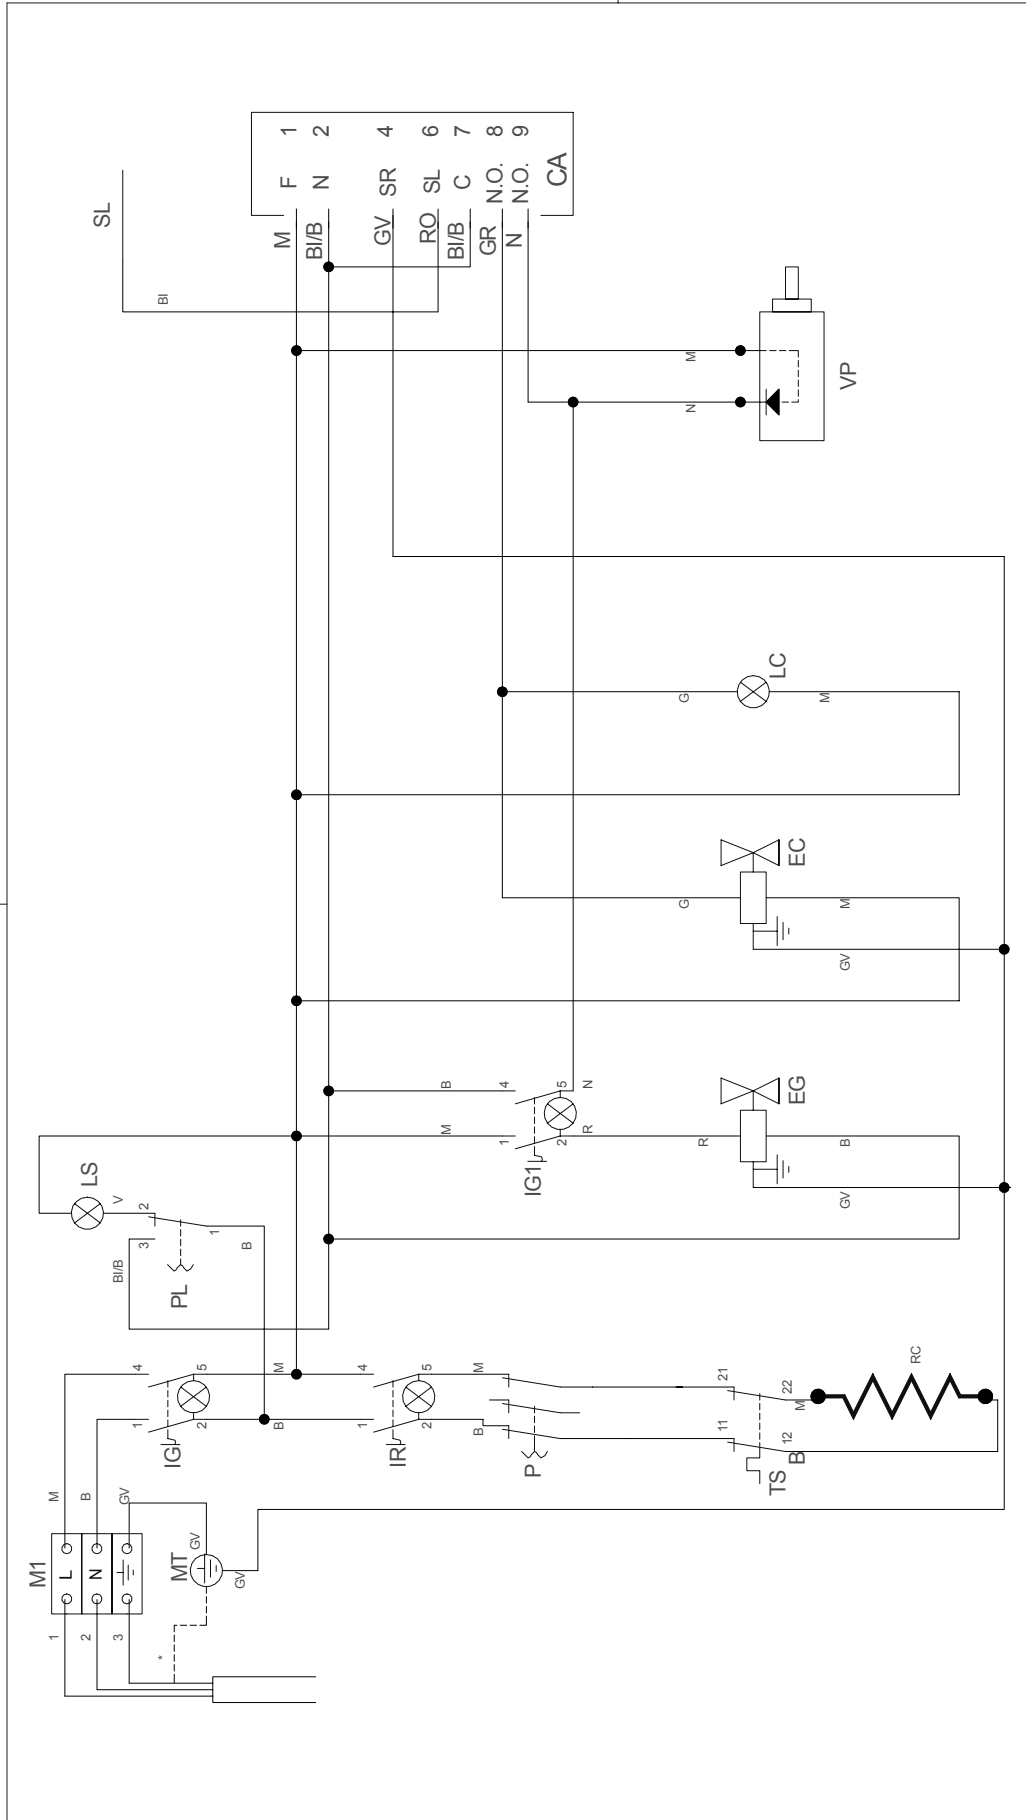 SL
BI
F 1
N 2
SR 4
SL 6
C 7
N.O. 8
N.O. 9
CA
M
BI/B
GV
RO
BI/B
GR
N
M
N
VP
G
LC
M
G
EC
M
GV
B 4
5 N
M 1
2 R
IG1
R
EG
B
GV
LS
V
2
3
1
B
BI/B
PL
4
5
M
1
2
B
IG
4
5
M
1
2
B
IR
P
21
22
M
11
12
B
TS
RC
M1
L
N
M
B
GV
1
2
3
MT
GV
GV
*